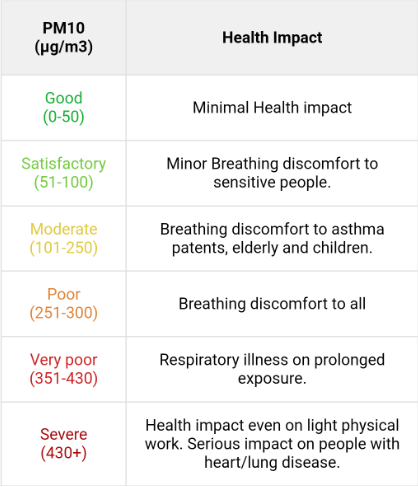 PM10
(µg/m3)
Health Impact
Good
(0-50)
Minimal Health impact
Satisfactory
(51-100)
Minor Breathing discomfort to
sensitive people.
Moderate
(101-250)
Breathing discomfort to asthma
patents, elderly and children.
Poor
(251-300)
Breathing discomfort to all
Very poor
(351-430)
Respiratory illness on prolonged
exposure.
Severe
(430+)
Health impact even on light physical
work. Serious impact on people with
heart/lung disease.